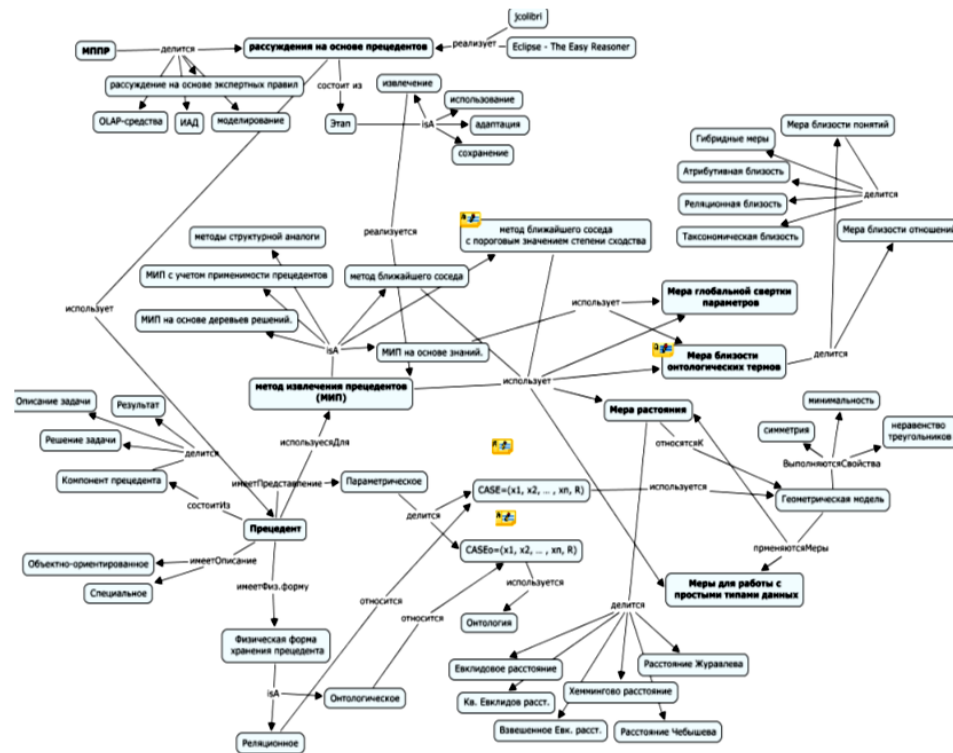 jcolibri
МППР
делится
рассуждения на основе прецедентов
реализует
Eclipse - The Easy Reasoner
рассуждение на основе экспертных правил
состоит из
извлечение
использование
OLAP-средства
ИАД
моделирование
Этап
isA
адаптация
сохранение
Мера близости понятий
Гибридные меры
Атрибутивная близость
делится
Реляционная близость
Таксономическая близость
Мера близости отношений
методы структурной аналоги
реализуется
метод ближайшего соседа
с пороговым значением степени сходства
МИП с учетом применимости прецедентов
метод ближайшего соседа
использует
МИП на основе деревьев решений.
isA
МИП на основе знаний.
использует
Мера глобальной свертки
параметров
Мера близости
онтологических термов
делится
метод извлечения прецедентов
(МИП)
использует
Описание задачи
Результат
Решение задачи
делится
Компонент прецедента
используесяДля
Мера растояния
минимальность
относятсяК
симметрия
неравенство
треугольников
ВыполняютсяСвойства
имеетПредставление
Параметрическое
CASE=(x1, x2, ... , xn, R)
используется
Геометрическая модель
состоитИз
делится
Прецедент
CASEo=(x1, x2, ... , xn, R)
прменяютсяМеры
Объектно-ориентированное
имеетОписание
Специальное
имеетФиз.форму
относится
используется
Меры для работы с
простыми типами данных
относится
Онтология
делится
Физическая форма
хранения прецедента
Евклидовое расстояние
Расстояние Журавлева
isA
Онтологическое
Кв. Евклидов расст.
Хеммингово расстояние
Реляционное
Взвешенное Евк. расст.
Расстояние Чебышева